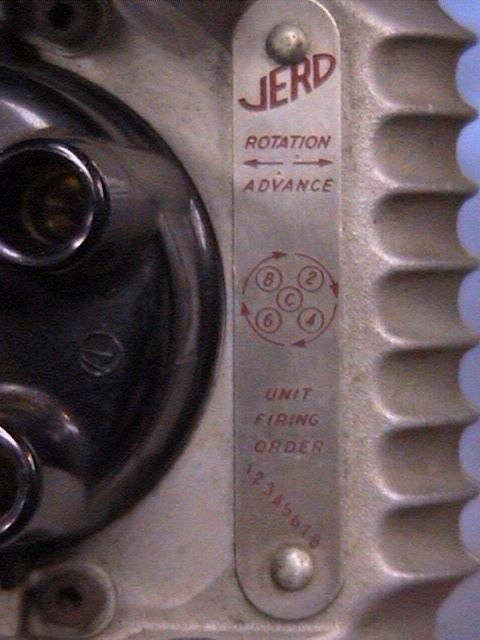 JERD
ROTATION
ADVANCE
8 2
C
6 4
UNIT
FIRING
ORDER
12345678